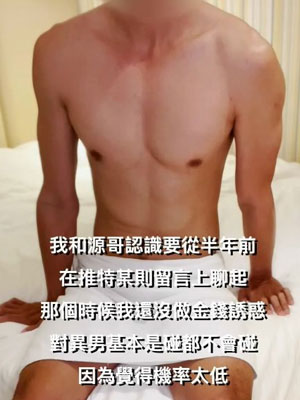 我和源哥認識要從半年前
在推特某則留言上聊起
那個時候我還沒做金錢誘惑
對異男基本是碰都不會碰
因為覺得機率太低